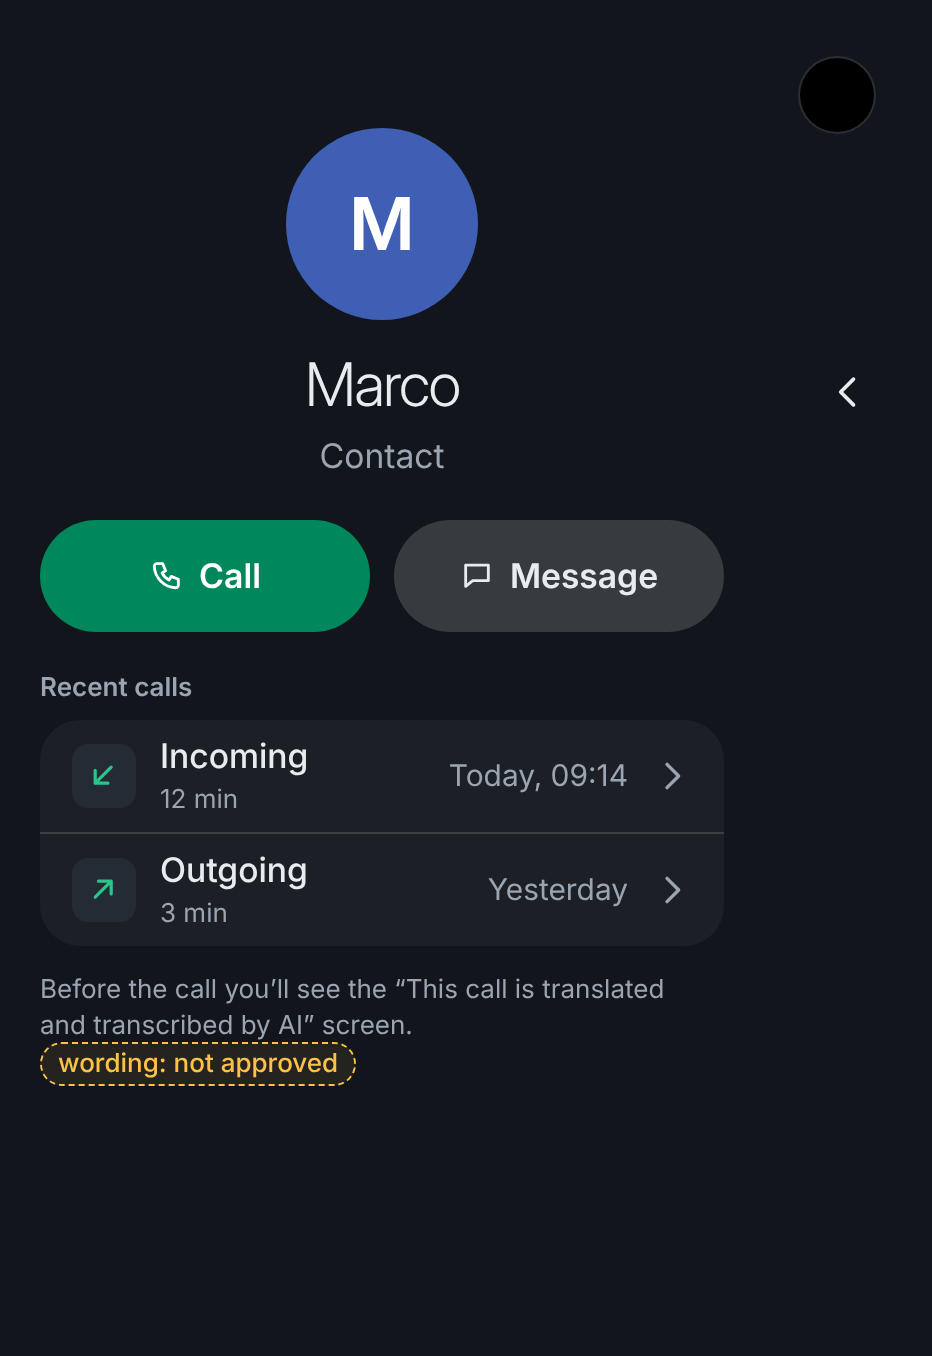 M
Marco
Contact
Call
Message
Recent calls
Incoming
12 min
Today, 09:14
Outgoing
3 min
Yesterday
Before the call you’ll see the “This call is translated
and transcribed by AI” screen.
wording: not approved